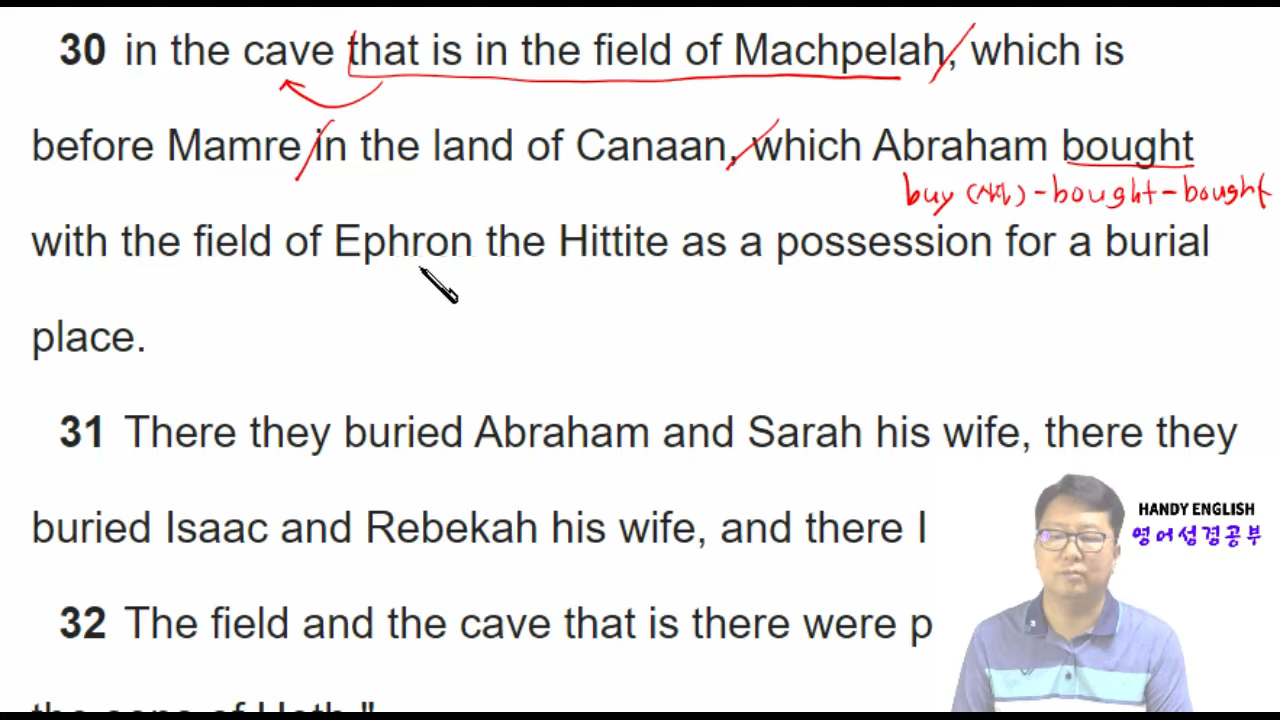 30 in the cave that is in the field of Machpelah, which is
before Mamre in the land of Canaan, which Abraham bought
buy (사다) - bought - bought
with the field of Ephron the Hittite as a possession for a burial
place.
31 There they buried Abraham and Sarah his wife, there they
buried Isaac and Rebekah his wife, and there I
HANDY ENGLISH
영어성경공부
32 The field and the cave that is there were p
the sons of Heth."